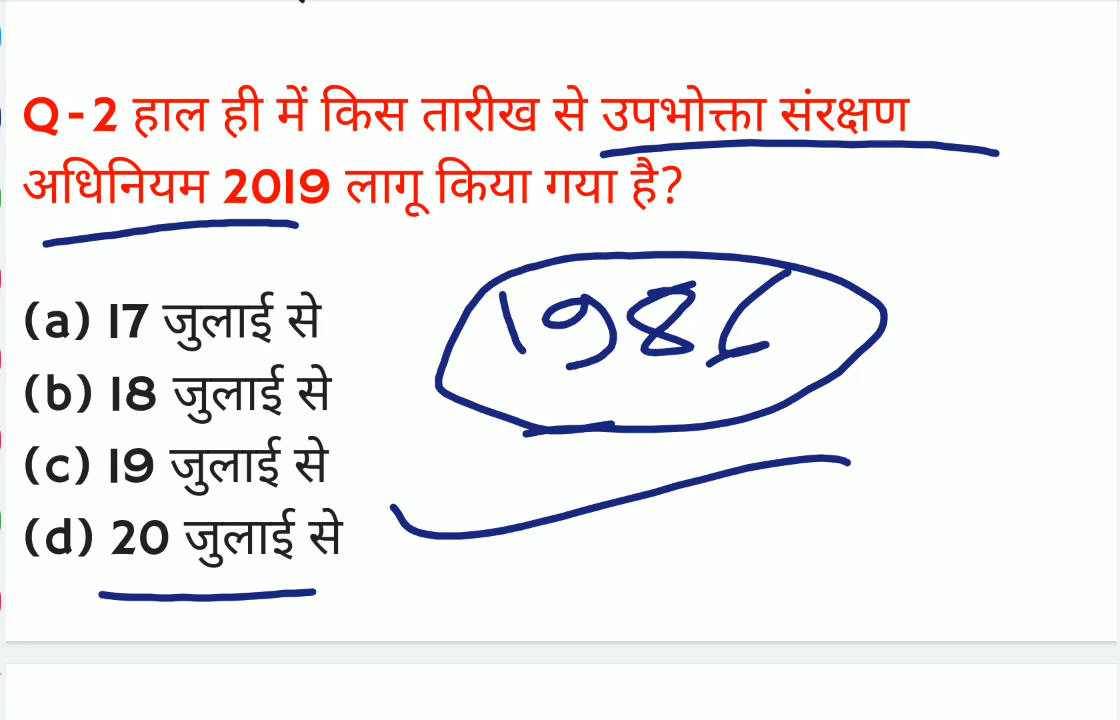 Q-2 हाल ही में किस तारीख से उपभोक्ता संरक्षण
अधिनियम 2019 लागू किया गया है?
1986
(a) 17 जुलाई से
(b) 18 जुलाई से
(c) 19 जुलाई से
(d) 20 जुलाई से